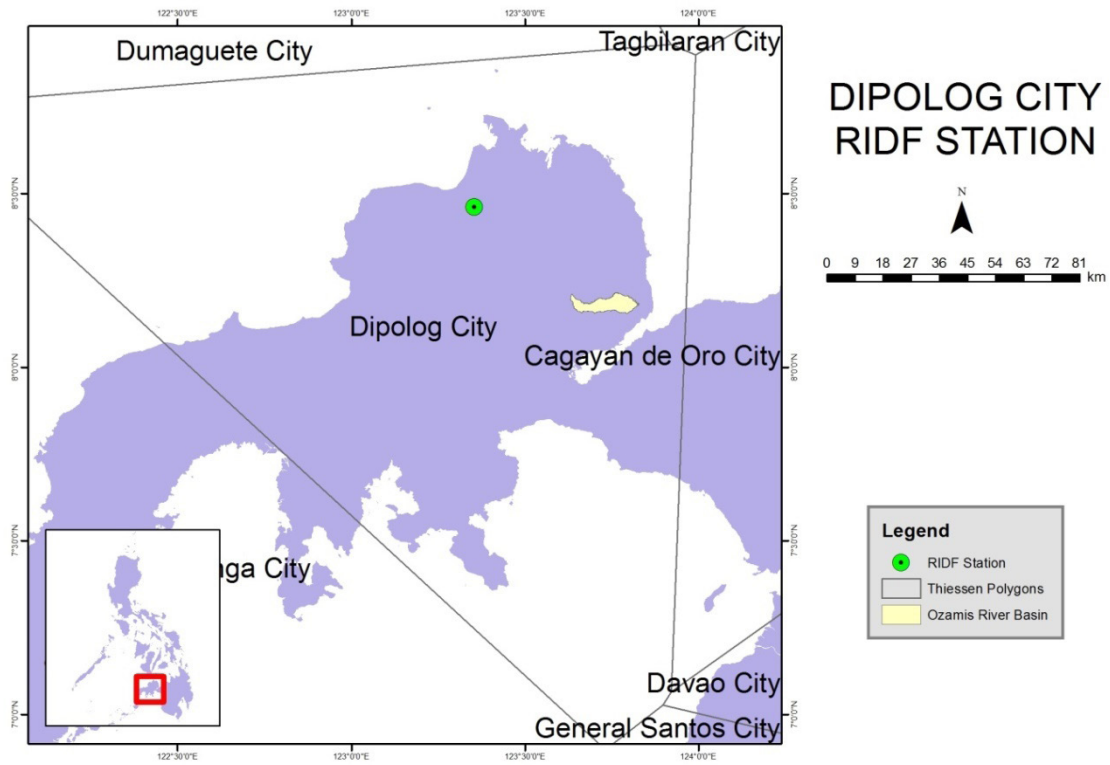 122°30'0"E 123°0'0"E 123°30'0"E 124°0'0"E
Dumaguete City
Tagbilaran City
DIPOLOG CITY
RIDF STATION
N
0 9 18 27 36 45 54 63 72 81
km
8°30'0"N 8°30'0"N
Dipolog City
Cagayan de Oro City
8°0'0"N 8°0'0"N
7°30'0"N 7°30'0"N
nga City
Legend
RIDF Station
Thiessen Polygons
Ozamis River Basin
Davao City
General Santos City
7°0'0"N 7°0'0"N
122°30'0"E 123°0'0"E 123°30'0"E 124°0'0"E